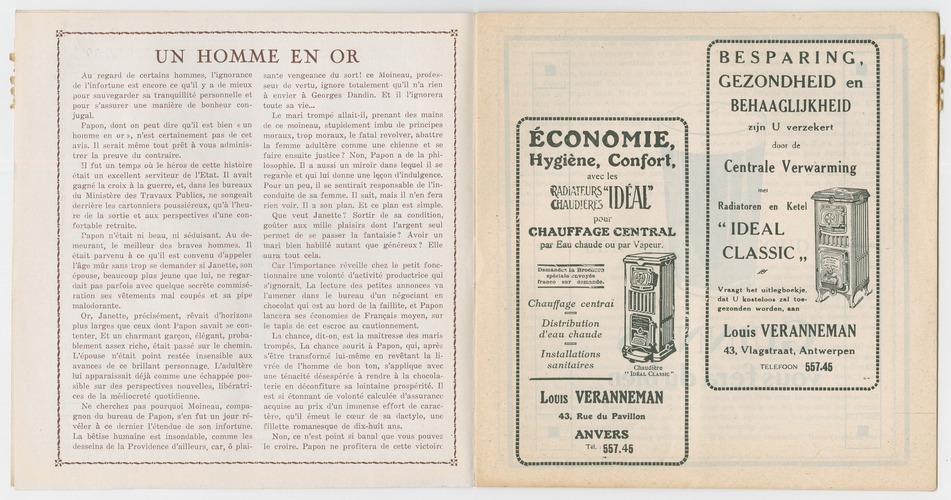 UN HOMME EN OR
Au regard de certains hommes, l'ignorance
de l'infortune est encore ce qu'il y a de mieux
pour sauvegarder sa tranquillité personnelle et
pour s'assurer une manière de bonheur con-
jugal.
Papon, dont on peut dire qu'il est bien « un
homme en or », n'est certainement pas de cet
avis. Il serait même tout prêt à vous adminis-
trer la preuve du contraire.
Il fut un temps où le héros de cette histoire
était un excellent serviteur de l'Etat. Il avait
gagné la croix à la guerre, et, dans les bureaux
du Ministère des Travaux Publics, ne songeait
derrière les cartonniers poussiéreux, qu'à l'heu-
re de la sortie et aux perspectives d'une con-
fortable retraite.
Papon n'était ni beau, ni séduisant. Au de-
meurant, le meilleur des braves hommes. Il
était parvenu à ce qu'il est convenu d'appeler
l'âge mûr sans trop se demander si Janette, son
épouse, beaucoup plus jeune que lui, ne regar-
dait pas parfois avec quelque secrète commisé-
ration ses vêtements mal coupés et sa pipe
malodorante.
Or, Janette, précisément, rêvait d'horizons
plus larges que ceux dont Papon savait se con-
tenter. Et un charmant garçon, élégant, proba-
blement assez riche, était passé sur le chemin.
L'épouse n'était point restée insensible aux
avances de ce brillant personnage. L'adultère
lui apparaissait déjà comme une échappée pos-
sible sur des perspectives nouvelles, libératri-
ces de la médiocreté quotidienne.
Ne cherchez pas pourquoi Moineau, compa-
gnon du bureau de Papon, s'en fut un jour ré-
véler à ce dernier l'étendue de son infortune.
La bêtise humaine est insondable, comme les
desseins de la Providence d'ailleurs, car, ô plai-
sante vengeance du sort! ce Moineau, profes-
seur de vertu, ignore totalement qu'il n'a rien
à envier à Georges Dandin. Et il l'ignorera
toute sa vie...
Le mari trompé allait-il, prenant des mains
de ce moineau, stupidement imbu de principes
moraux, trop moraux, le fatal revolver, abattre
la femme adultère comme une chienne et se
faire ensuite justice? Non, Papon a de la phi-
losophie. Il a aussi un miroir dans lequel il se
regarde et qui lui donne une leçon d'indulgence.
Pour un peu, il se sentirait responsable de l'in-
conduite de sa femme. Il sait, mais il n'en fera
rien voir. Il a son plan. Et ce plan est simple.
Que veut Janette? Sortir de sa condition,
goûter aux mille plaisirs dont l'argent seul
permet de se passer la fantaisie? Avoir un
mari bien habillé autant que généreux? Elle
aura tout cela.
Car l'importance réveille chez le petit fonc-
tionnaire une volonté d'activité productrice qui
s'ignorait. La lecture des petites annonces va
l'amener dans le bureau d'un négociant en
chocolat qui est au bord de la faillite, et Papon
lancera ses économies de Français moyen, sur
le tapis de cet escroc au cautionnement.
La chance, dit-on, est la maîtresse des maris
trompés. La chance sourit à Papon, qui, après
s'être transformé lui-même en revêtant la li-
vrée de l'homme de bon ton, s'applique avec
une ténacité désespérée à rendre à la chocola-
terie en déconfiture sa lointaine prospérité. Il
est si étonnant de volonté calculée d'assurance
acquise au prix d'un immense effort de carac-
tère, qu'il émeut le cœur de sa dactylo, une
fillette romanesque de dix-huit ans.
Non, ce n'est point si banal que vous pouvez
le croire. Papon ne profitera de cette victoire
ÉCONOMIE,
Hygiène, Confort,
avec les
RADIATEURS
CHAUDIÈRES "IDÉAL"
pour
CHAUFFAGE CENTRAL
par Eau chaude ou par Vapeur.
Demandez la Brochure
spéciale envoyée
franco sur demande.
Chauffage central
Distribution
d'eau chaude
Installations
sanitaires
Chaudière
"IDÉAL CLASSIC"
Louis VERANNEMAN
43, Rue du Pavillon
ANVERS
Tél.: 557.45
BESPARING,
GEZONDHEID en
BEHAAGLIJKHEID
zijn U verzekert
door de
Centrale Verwarming
met
Radiatoren en Ketel
"IDEAL
CLASSIC„
Vraagt het uitlegboekje,
dat U kosteloos zal toe-
gezonden worden, aan
Louis VERANNEMAN
43, Vlagstraat, Antwerpen
TELEFOON 557.45